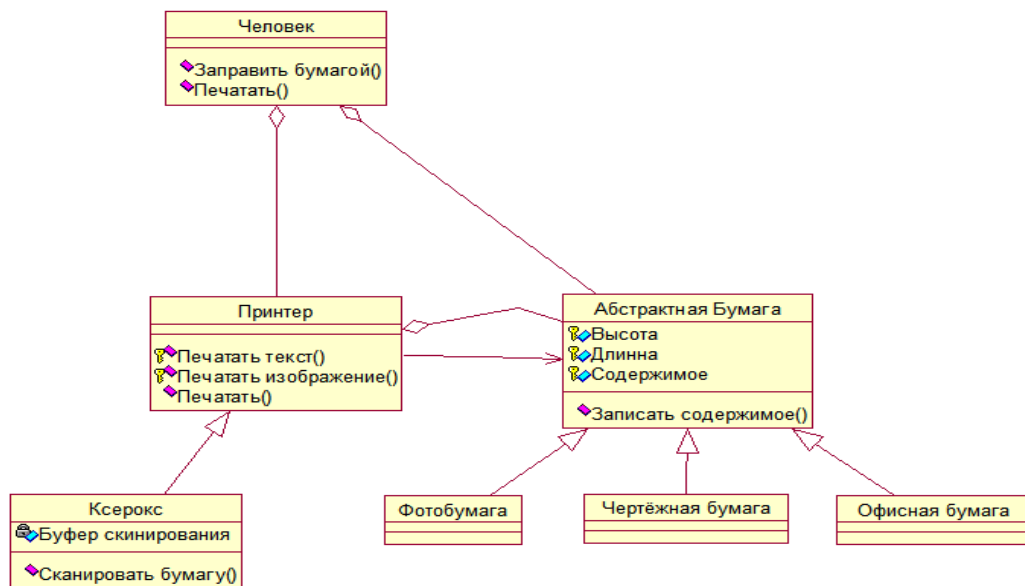 Человек
Заправить бумагой()
Печатать()
Принтер
Печатать текст()
Печатать изображение()
Печатать()
Абстрактная Бумага
Высота
Длинна
Содержимое
Записать содержимое()
Ксерокс
Буфер скинирования
Сканировать бумагу()
Фотобумага
Чертёжная бумага
Офисная бумага